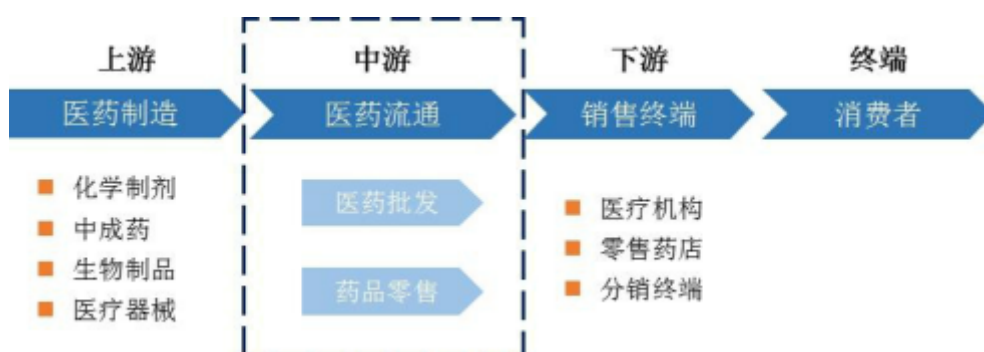 上游
中游
下游
终端
医药制造
医药流通
销售终端
消费者
化学制剂
中成药
生物制品
医疗器械
医药批发
药品零售
医疗机构
零售药店
分销终端